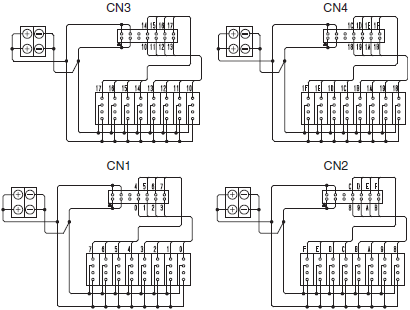 CN3
14 15 16 17
10 11 12 13
17 16 15 14 13 12 11 10
CN4
1C 1D 1E 1F
18 19 1A 1B
1F 1E 1D 1C 1B 1A 19 18
CN1
4 5 6 7
0 1 2 3
6 5 4 3 2 1 0
CN2
C D E F
8 9 A B
F E D C B A 9 8